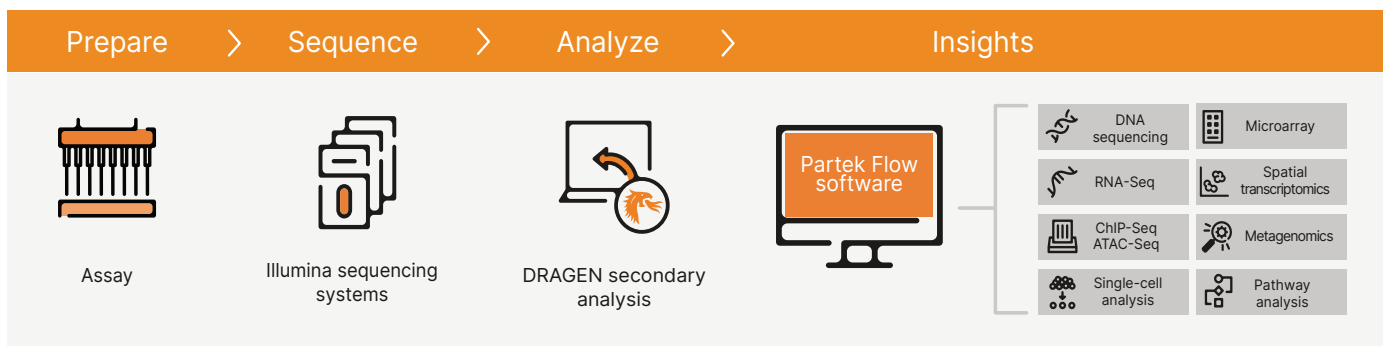 Prepare
Sequence
Analyze
Insights
Assay
Illumina sequencing
systems
DRAGEN secondary
analysis
Partek Flow
software
DNA
sequencing
Microarray
RNA-Seq
Spatial
transcriptomics
ChIP-Seq
ATAC-Seq
Metagenomics
Single-cell
analysis
Pathway
analysis